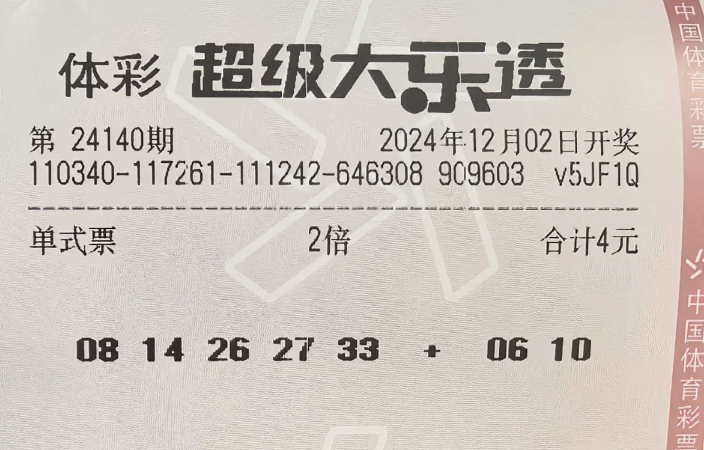 体彩 超级大乐透
第 24140期 2024年12月02日开奖
110340-117261-111242-646308 909603 v5JF1Q
单式票 2倍 合计4元
08 14 26 27 33 + 06 10
中国体育彩票
中国体育彩票